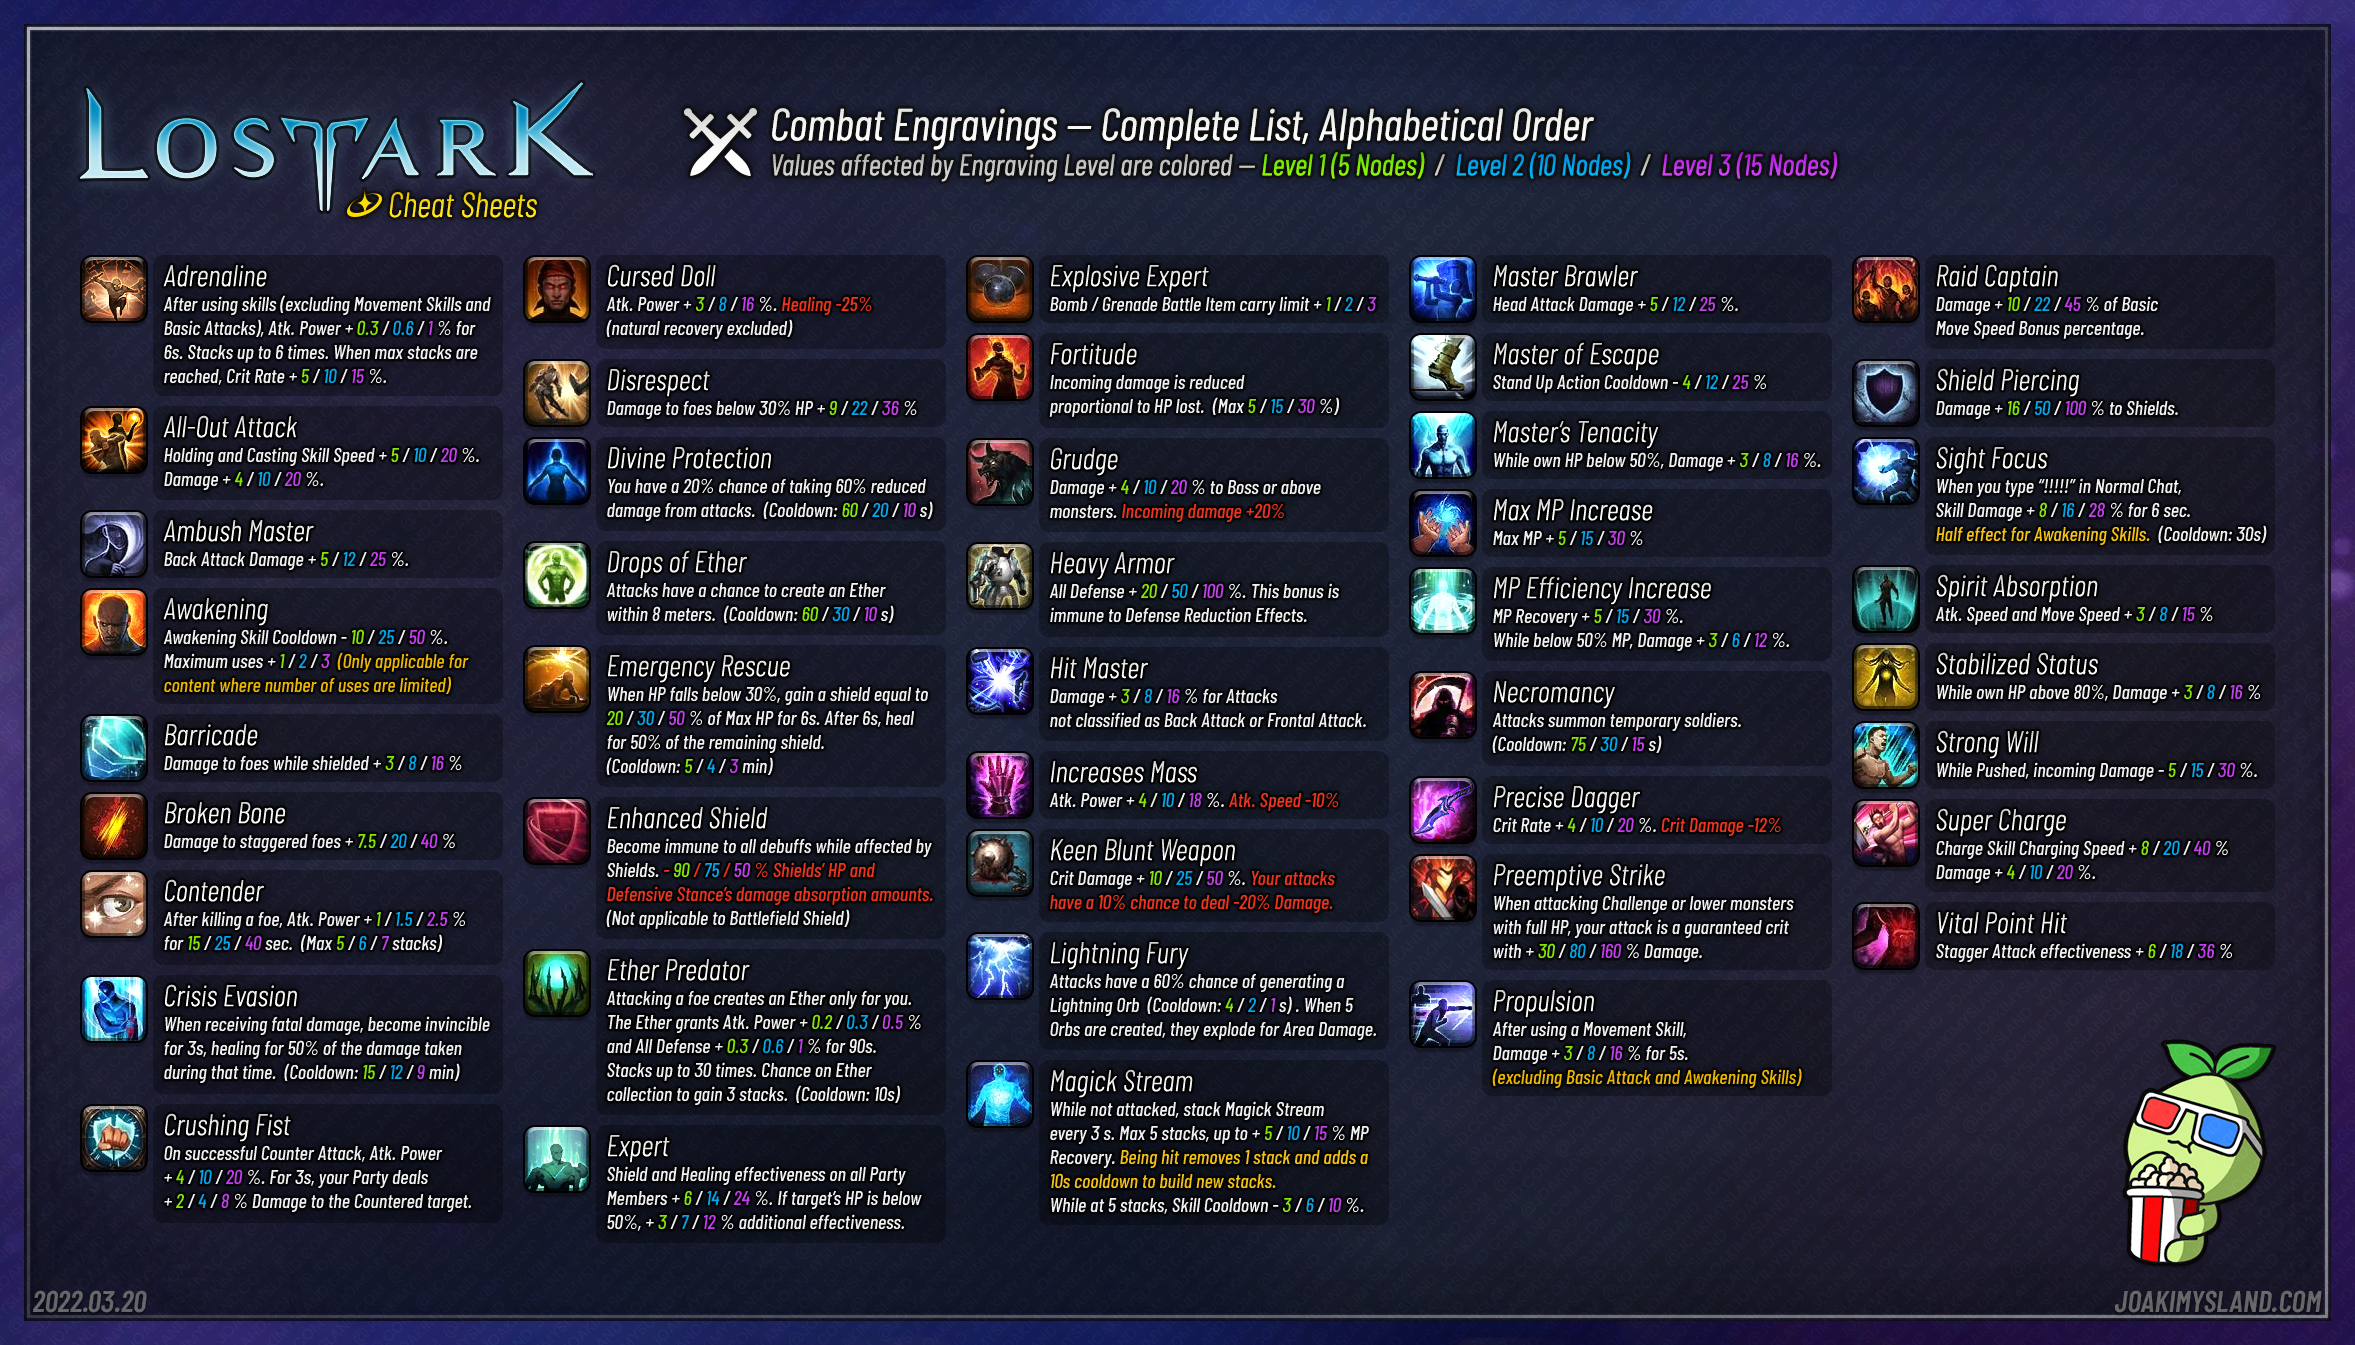 LOSTARK
Cheat Sheets
Combat Engravings — Complete List, Alphabetical Order
Values affected by Engraving Level are colored — Level 1 (5 Nodes) / Level 2 (10 Nodes) / Level 3 (15 Nodes)
Adrenaline
After using skills (excluding Movement Skills and
Basic Attacks), Atk. Power + 0.3 / 0.6 / 1 % for
6s. Stacks up to 6 times. When max stacks are
reached, Crit Rate + 5 / 10 / 15 %.
All-Out Attack
Holding and Casting Skill Speed + 5 / 10 / 20 %.
Damage + 4 / 10 / 20 %.
Ambush Master
Back Attack Damage + 5 / 12 / 25 %.
Awakening
Awakening Skill Cooldown - 10 / 25 / 50 %.
Maximum uses + 1 / 2 / 3 (Only applicable for
content where number of uses are limited)
Barricade
Damage to foes while shielded + 3 / 8 / 16 %
Broken Bone
Damage to staggered foes + 7.5 / 20 / 40 %
Contender
After killing a foe, Atk. Power + 1 / 1.5 / 2.5 %
for 15 / 25 / 40 sec. (Max 5 / 6 / 7 stacks)
Crisis Evasion
When receiving fatal damage, become invincible
for 3s, healing for 50% of the damage taken
during that time. (Cooldown: 15 / 12 / 9 min)
Crushing Fist
On successful Counter Attack, Atk. Power
+ 4 / 10 / 20 %. For 3s, your Party deals
+ 2 / 4 / 8 % Damage to the Countered target.
Cursed Doll
Atk. Power + 3 / 8 / 16 %. Healing -25%
(natural recovery excluded)
Disrespect
Damage to foes below 30% HP + 9 / 22 / 36 %
Divine Protection
You have a 20% chance of taking 60% reduced
damage from attacks. (Cooldown: 60 / 20 / 10 s)
Drops of Ether
Attacks have a chance to create an Ether
within 8 meters. (Cooldown: 60 / 30 / 10 s)
Emergency Rescue
When HP falls below 30%, gain a shield equal to
20 / 30 / 50 % of Max HP for 6s. After 6s, heal
for 50% of the remaining shield.
(Cooldown: 5 / 4 / 3 min)
Enhanced Shield
Become immune to all debuffs while affected by
Shields. - 90 / 75 / 50 % Shields' HP and
Defensive Stance's damage absorption amounts.
(Not applicable to Battlefield Shield)
Ether Predator
Attacking a foe creates an Ether only for you.
The Ether grants Atk. Power + 0.2 / 0.3 / 0.5 %
and All Defense + 0.3 / 0.6 / 1 % for 90s.
Stacks up to 30 times. Chance on Ether
collection to gain 3 stacks. (Cooldown: 10s)
Expert
Shield and Healing effectiveness on all Party
Members + 6 / 14 / 24 %. If target's HP is below
50%, + 3 / 7 / 12 % additional effectiveness.
Explosive Expert
Bomb / Grenade Battle Item carry limit + 1 / 2 / 3
Fortitude
Incoming damage is reduced
proportional to HP lost. (Max 5 / 15 / 30 %)
Grudge
Damage + 4 / 10 / 20 % to Boss or above
monsters. Incoming damage +20%
Heavy Armor
All Defense + 20 / 50 / 100 %. This bonus is
immune to Defense Reduction Effects.
Hit Master
Damage + 3 / 8 / 16 % for Attacks
not classified as Back Attack or Frontal Attack.
Increases Mass
Atk. Power + 4 / 10 / 18 %. Atk. Speed -10%
Keen Blunt Weapon
Crit Damage + 10 / 25 / 50 %. Your attacks
have a 10% chance to deal -20% Damage.
Lightning Fury
Attacks have a 60% chance of generating a
Lightning Orb (Cooldown: 4 / 2 / 1 s) . When 5
Orbs are created, they explode for Area Damage.
Magick Stream
While not attacked, stack Magick Stream
every 3 s. Max 5 stacks, up to + 5 / 10 / 15 % MP
Recovery. Being hit removes 1 stack and adds a
10s cooldown to build new stacks.
While at 5 stacks, Skill Cooldown - 3 / 6 / 10 %.
Master Brawler
Head Attack Damage + 5 / 12 / 25 %.
Master of Escape
Stand Up Action Cooldown - 4 / 12 / 25 %
Master's Tenacity
While own HP below 50%, Damage + 3 / 8 / 16 %.
Max MP Increase
Max MP + 5 / 15 / 30 %
MP Efficiency Increase
MP Recovery + 5 / 15 / 30 %.
While below 50% MP, Damage + 3 / 6 / 12 %.
Necromancy
Attacks summon temporary soldiers.
(Cooldown: 75 / 30 / 15 s)
Precise Dagger
Crit Rate + 4 / 10 / 20 %. Crit Damage -12%
Preemptive Strike
When attacking Challenge or lower monsters
with full HP, your attack is a guaranteed crit
with + 30 / 80 / 160 % Damage.
Propulsion
After using a Movement Skill,
Damage + 3 / 8 / 16 % for 5s.
(excluding Basic Attack and Awakening Skills)
Raid Captain
Damage + 10 / 22 / 45 % of Basic
Move Speed Bonus percentage.
Shield Piercing
Damage + 16 / 50 / 100 % to Shields.
Sight Focus
When you type "!!!!!" in Normal Chat,
Skill Damage + 8 / 16 / 28 % for 6 sec.
Half effect for Awakening Skills. (Cooldown: 30s)
Spirit Absorption
Atk. Speed and Move Speed + 3 / 8 / 15 %
Stabilized Status
While own HP above 80%, Damage + 3 / 8 / 16 %
Strong Will
While Pushed, incoming Damage - 5 / 15 / 30 %.
Super Charge
Charge Skill Charging Speed + 8 / 20 / 40 %
Damage + 4 / 10 / 20 %.
Vital Point Hit
Stagger Attack effectiveness + 6 / 18 / 36 %
2022.03.20
JOAKIMYSLAND.COM